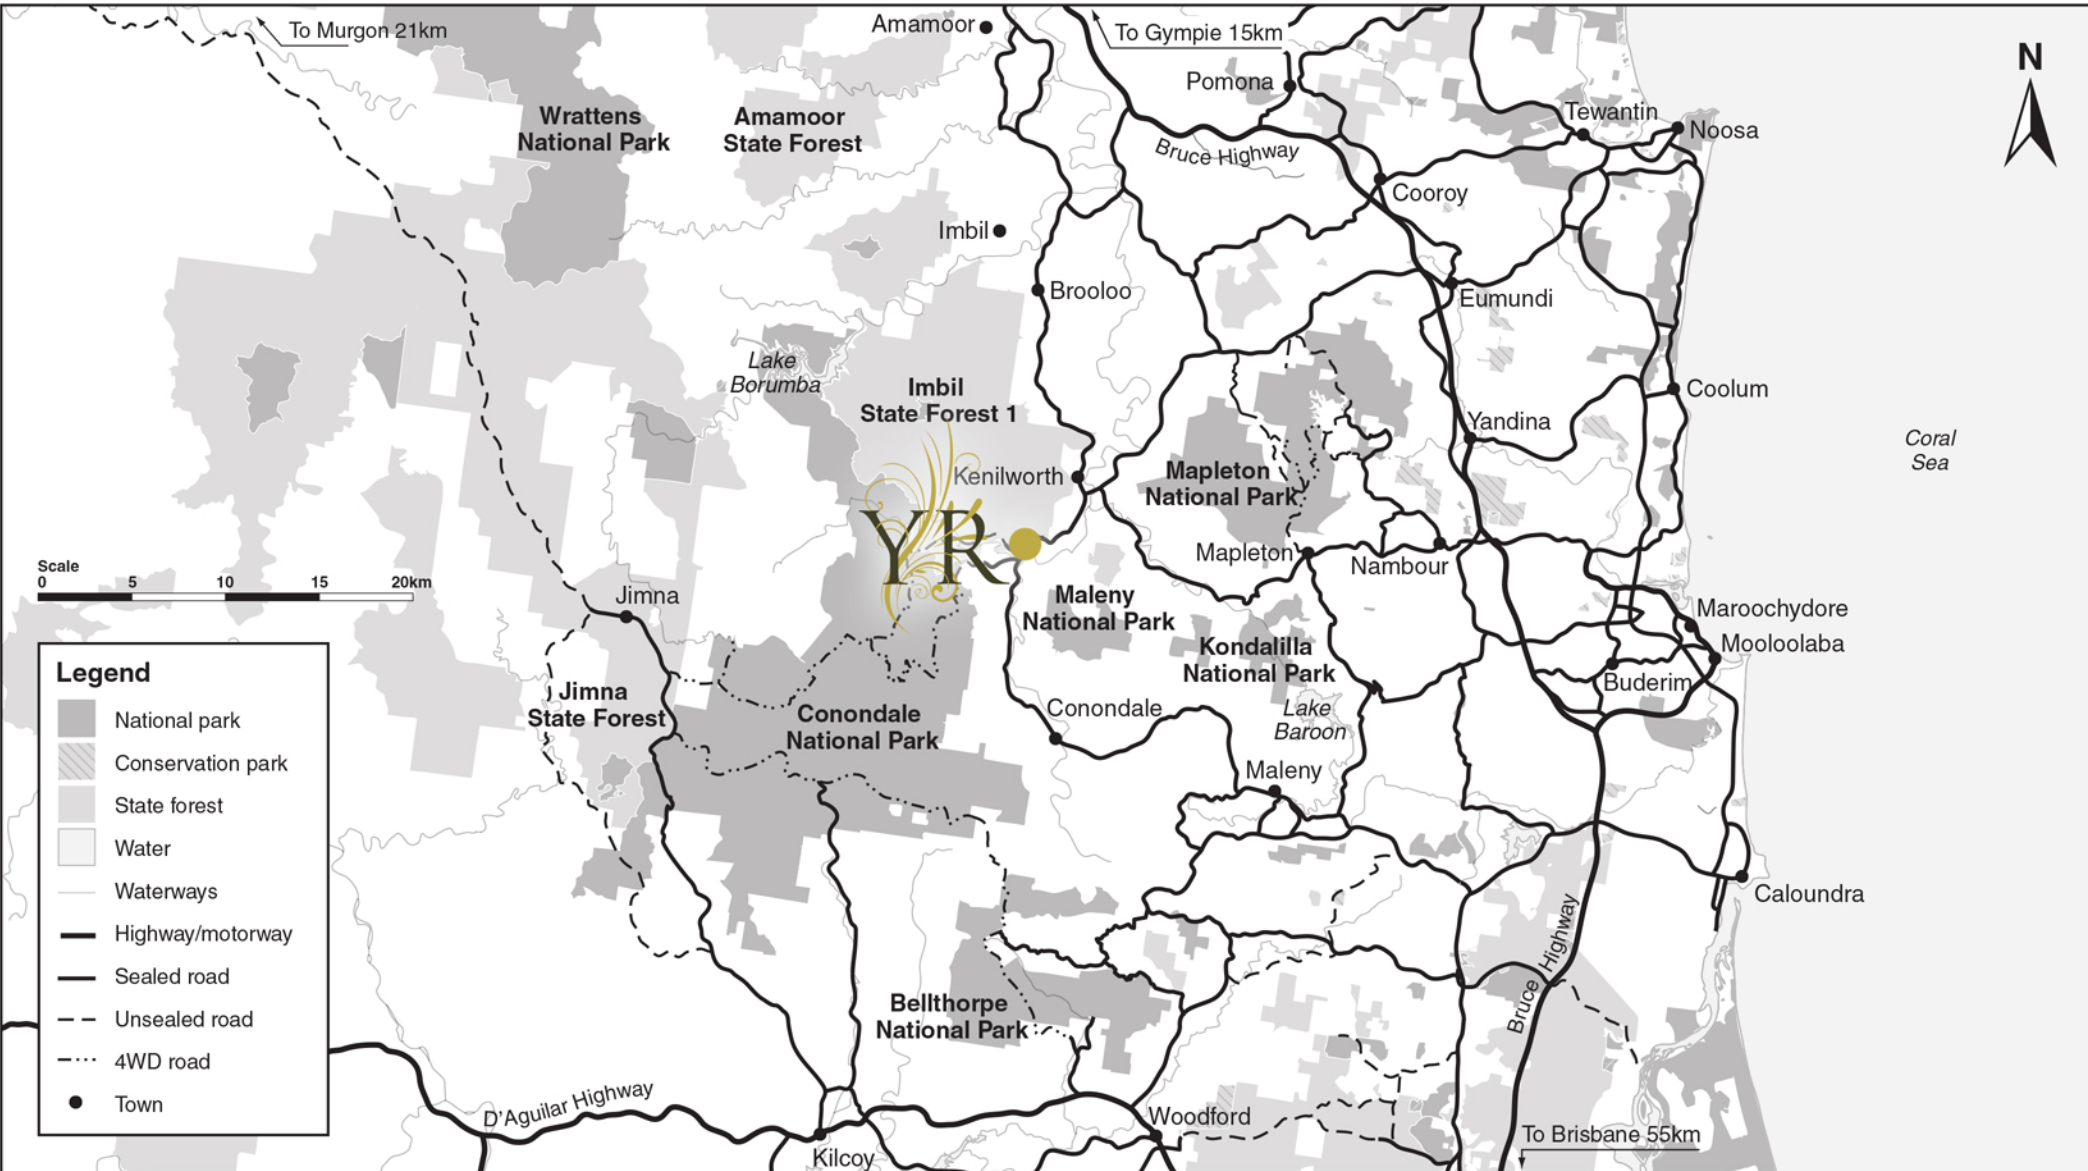 To Murgon 21km
Amamoor
To Gympie 15km
N
Pomona
Wrattens
National Park
Amamoor
State Forest
Tewantin
Noosa
Bruce Highway
Cooroy
Imbil
Brooloo
Eumundi
Lake
Borumba
Imbil
State Forest 1
Coolum
Yandina
Coral
Sea
Kenilworth
Mapleton
National Park
YR
Mapleton
Nambour
Scale
0 5 10 15 20km
Jimna
Maleny
National Park
Maroochydore
Mooloolaba
Kondalilla
National Park
Buderim
Legend
National park
Conservation park
State forest
Water
Waterways
Highway/motorway
Sealed road
Unsealed road
4WD road
Town
Jimna
State Forest
Conondale
National Park
Conondale
Lake
Baroon
Maleny
Caloundra
Bruce Highway
Bellthorpe
National Park
D'Aguilar Highway
Woodford
To Brisbane 55km
Kilcoy